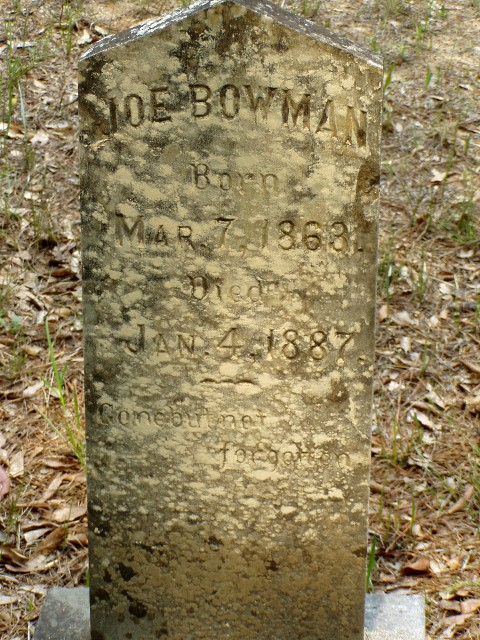 JOE BOWMAN
Born
MAR. 7, 1863.
Died
JAN. 4, 1887.
Gone but not
forgotten